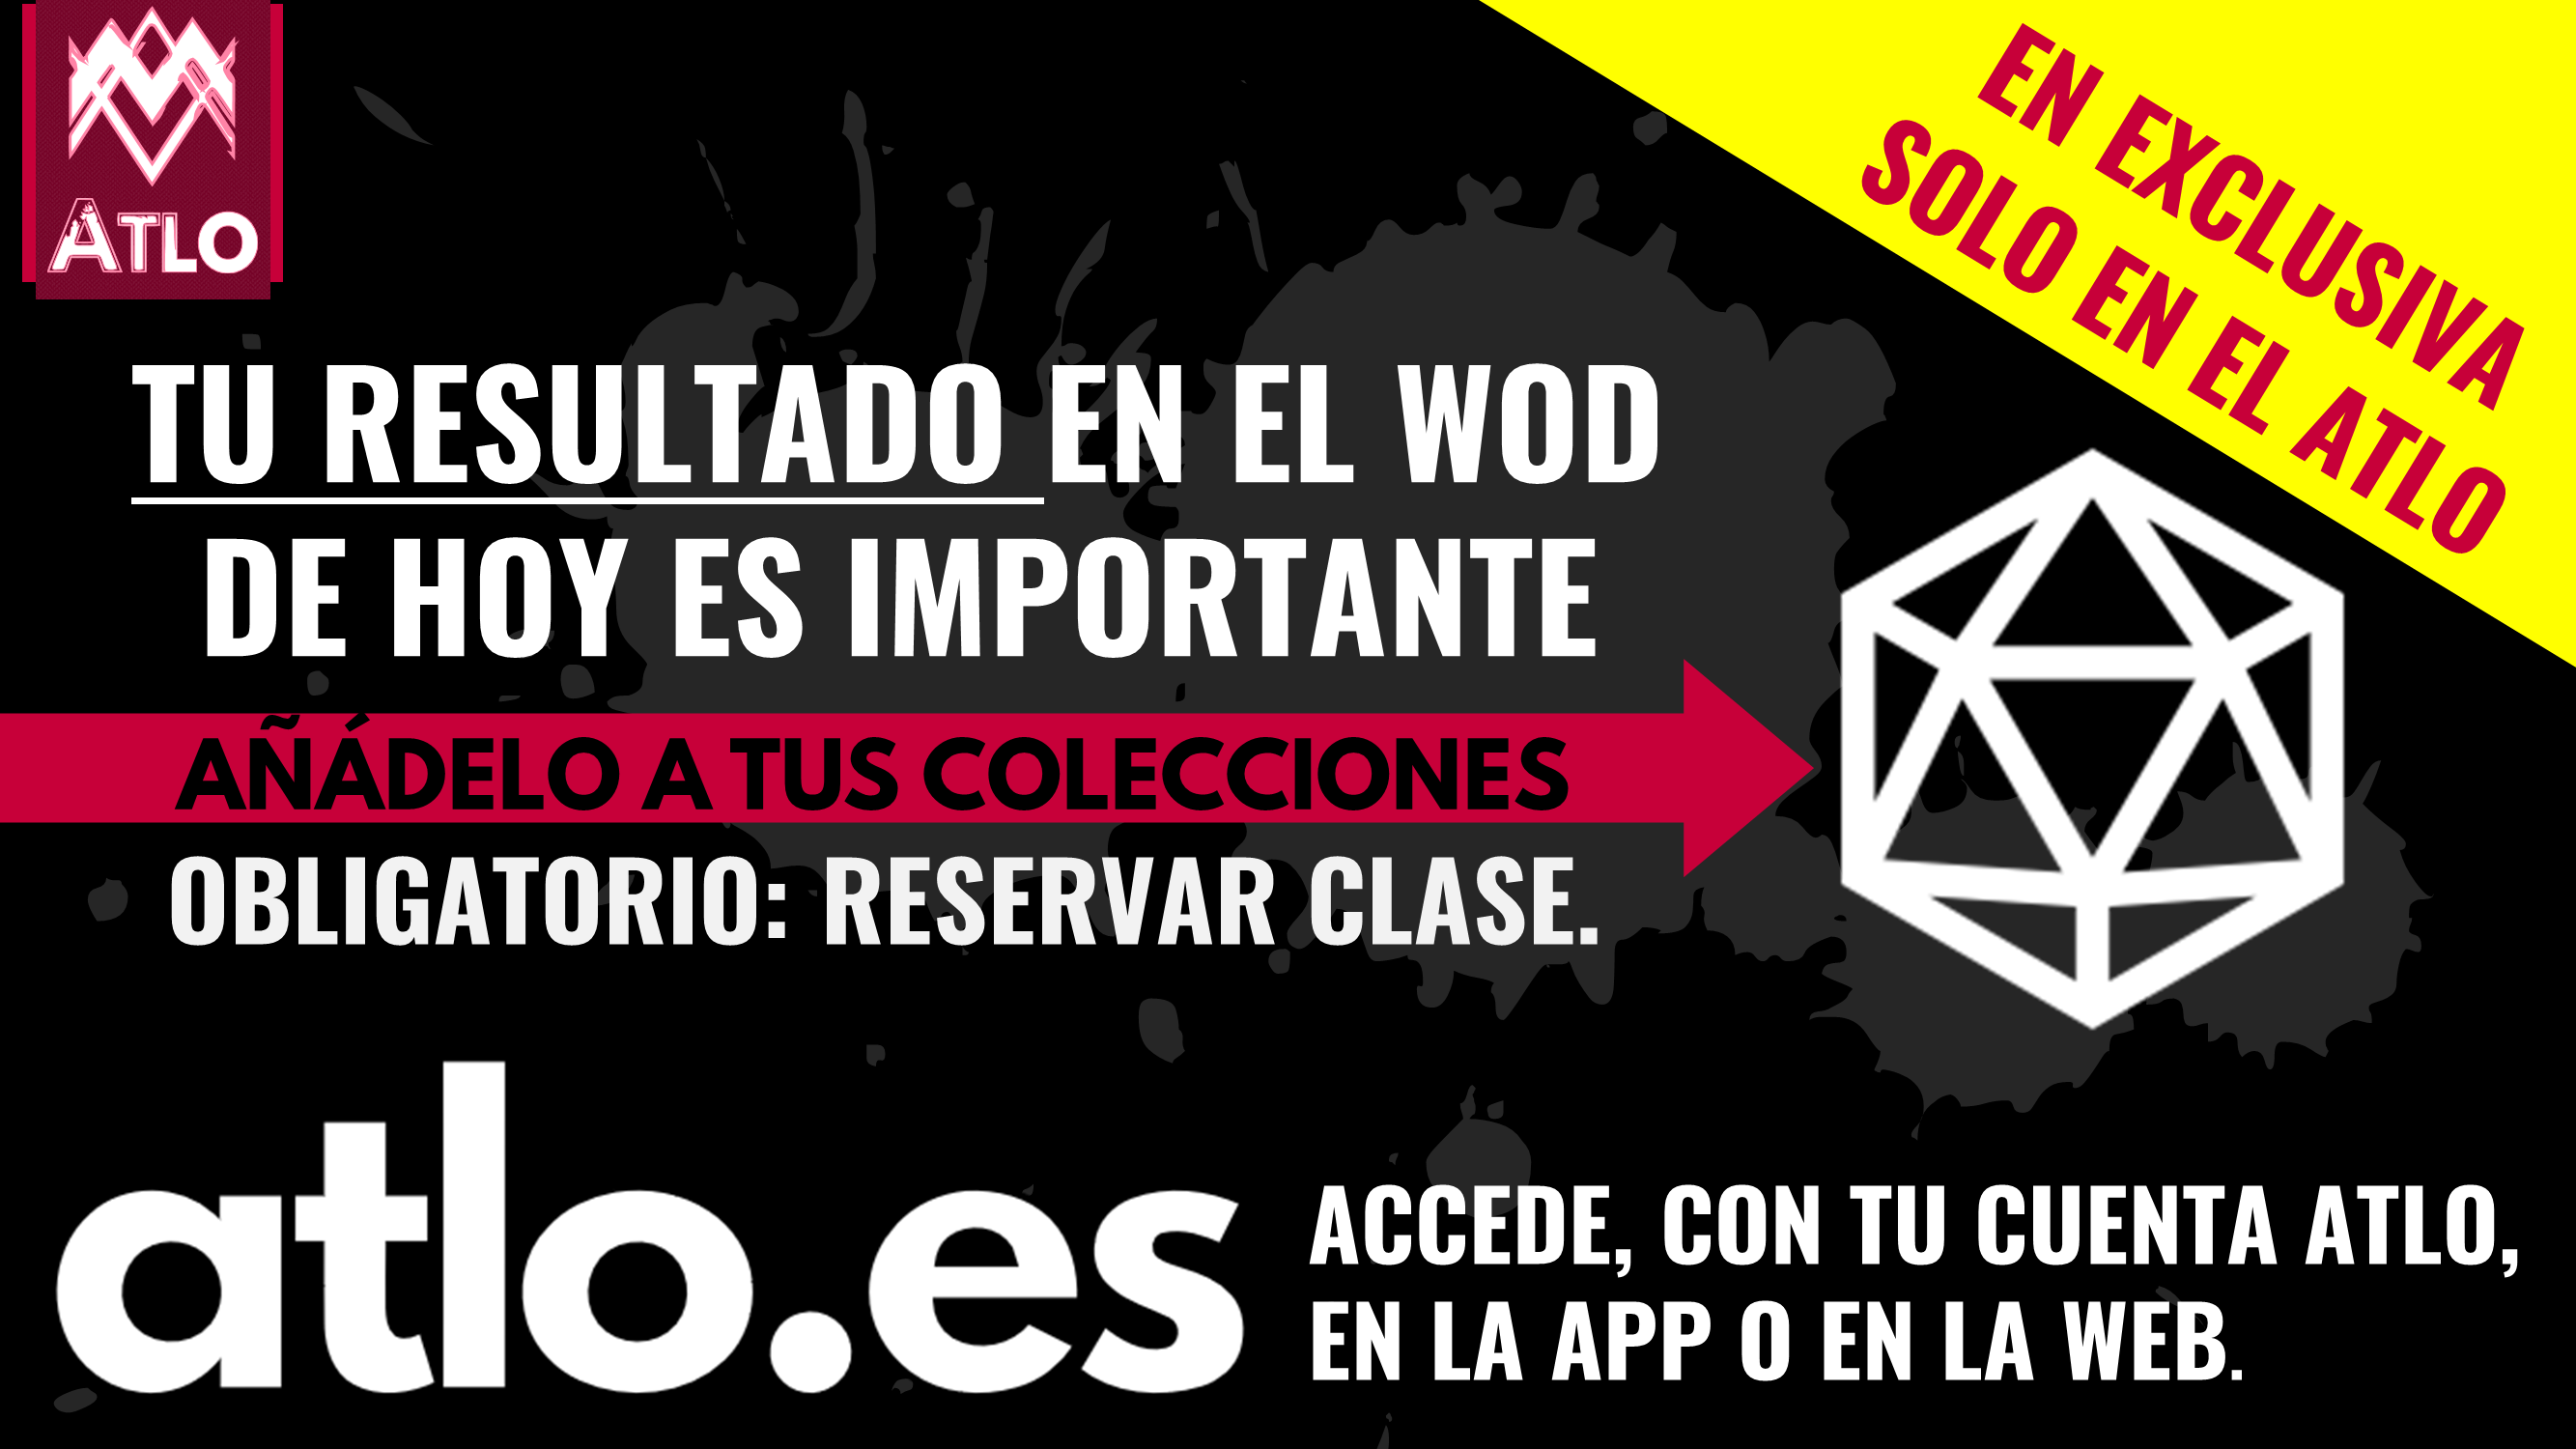 ATLO
EN EXCLUSIVA
SOLO EN EL ATLO
TU RESULTADO EN EL WOD
DE HOY ES IMPORTANTE
AÑÁDELO A TUS COLECCIONES
OBLIGATORIO: RESERVAR CLASE.
atlo.es
ACCEDE, CON TU CUENTA ATLO,
EN LA APP O EN LA WEB.